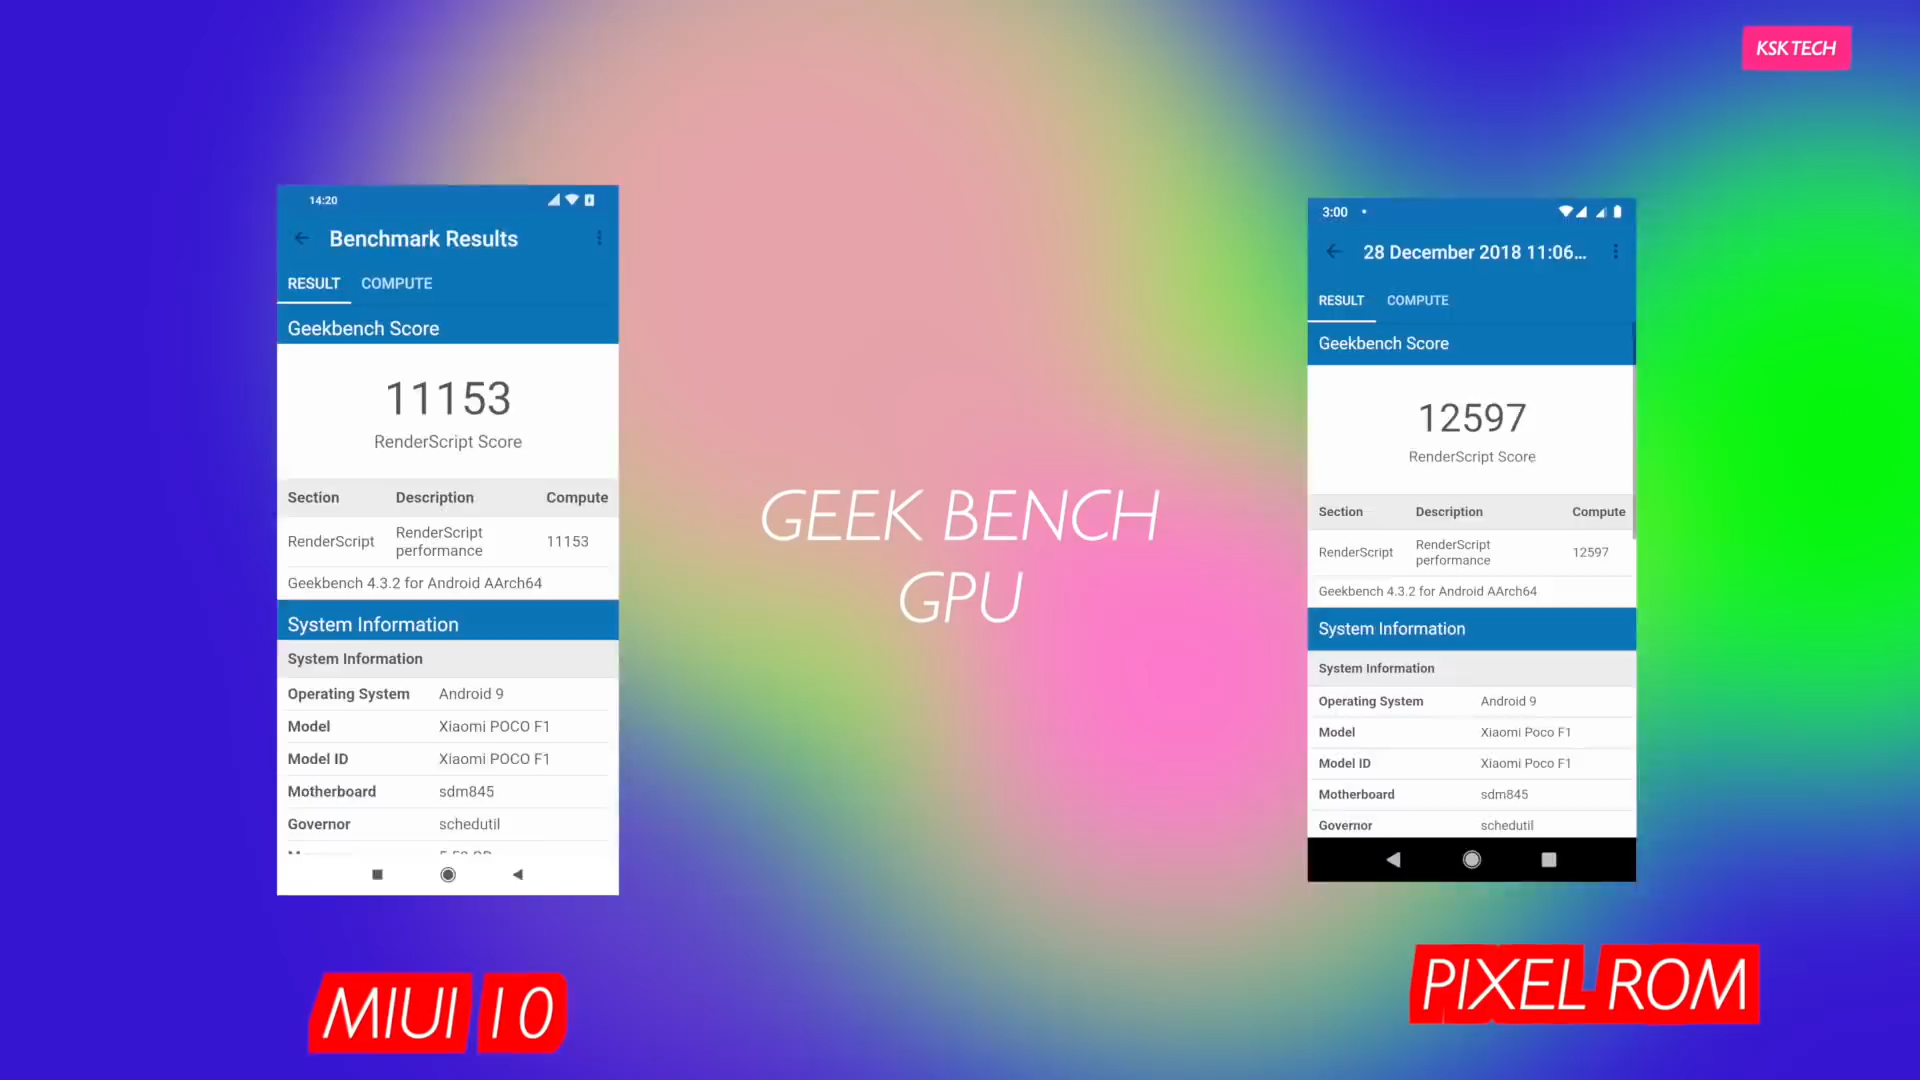 KSK TECH
14:20
Benchmark Results
RESULT COMPUTE
Geekbench Score
11153
RenderScript Score
Section Description Compute
RenderScript RenderScript performance 11153
Geekbench 4.3.2 for Android AArch64
System Information
System Information
Operating System Android 9
Model Xiaomi POCO F1
Model ID Xiaomi POCO F1
Motherboard sdm845
Governor schedutil
MIUI 10
GEEK BENCH
GPU
3:00
28 December 2018 11:06...
RESULT COMPUTE
Geekbench Score
12597
RenderScript Score
Section Description Compute
RenderScript RenderScript performance 12597
Geekbench 4.3.2 for Android AArch64
System Information
System Information
Operating System Android 9
Model Xiaomi Poco F1
Model ID Xiaomi Poco F1
Motherboard sdm845
Governor schedutil
PIXEL ROM